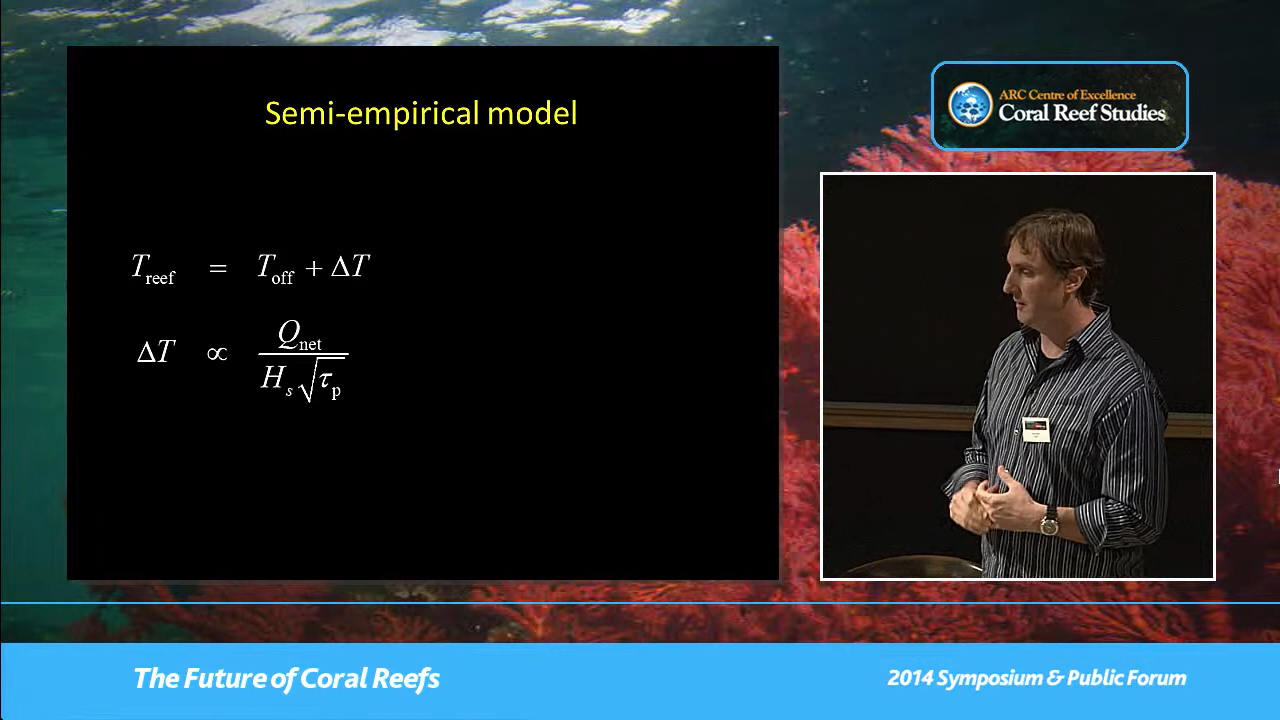 Semi-empirical model
T_reef = T_off + ΔT
ΔT ∝ Q_net / (H_s √τ_p)
ARC Centre of Excellence
Coral Reef Studies
The Future of Coral Reefs
2014 Symposium & Public Forum